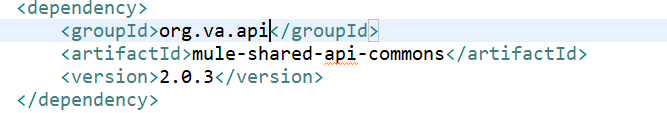 <dependency>
<groupId>org.va.api</groupId>
<artifactId>mule-shared-api-commons</artifactId>
<version>2.0.3</version>
</dependency>